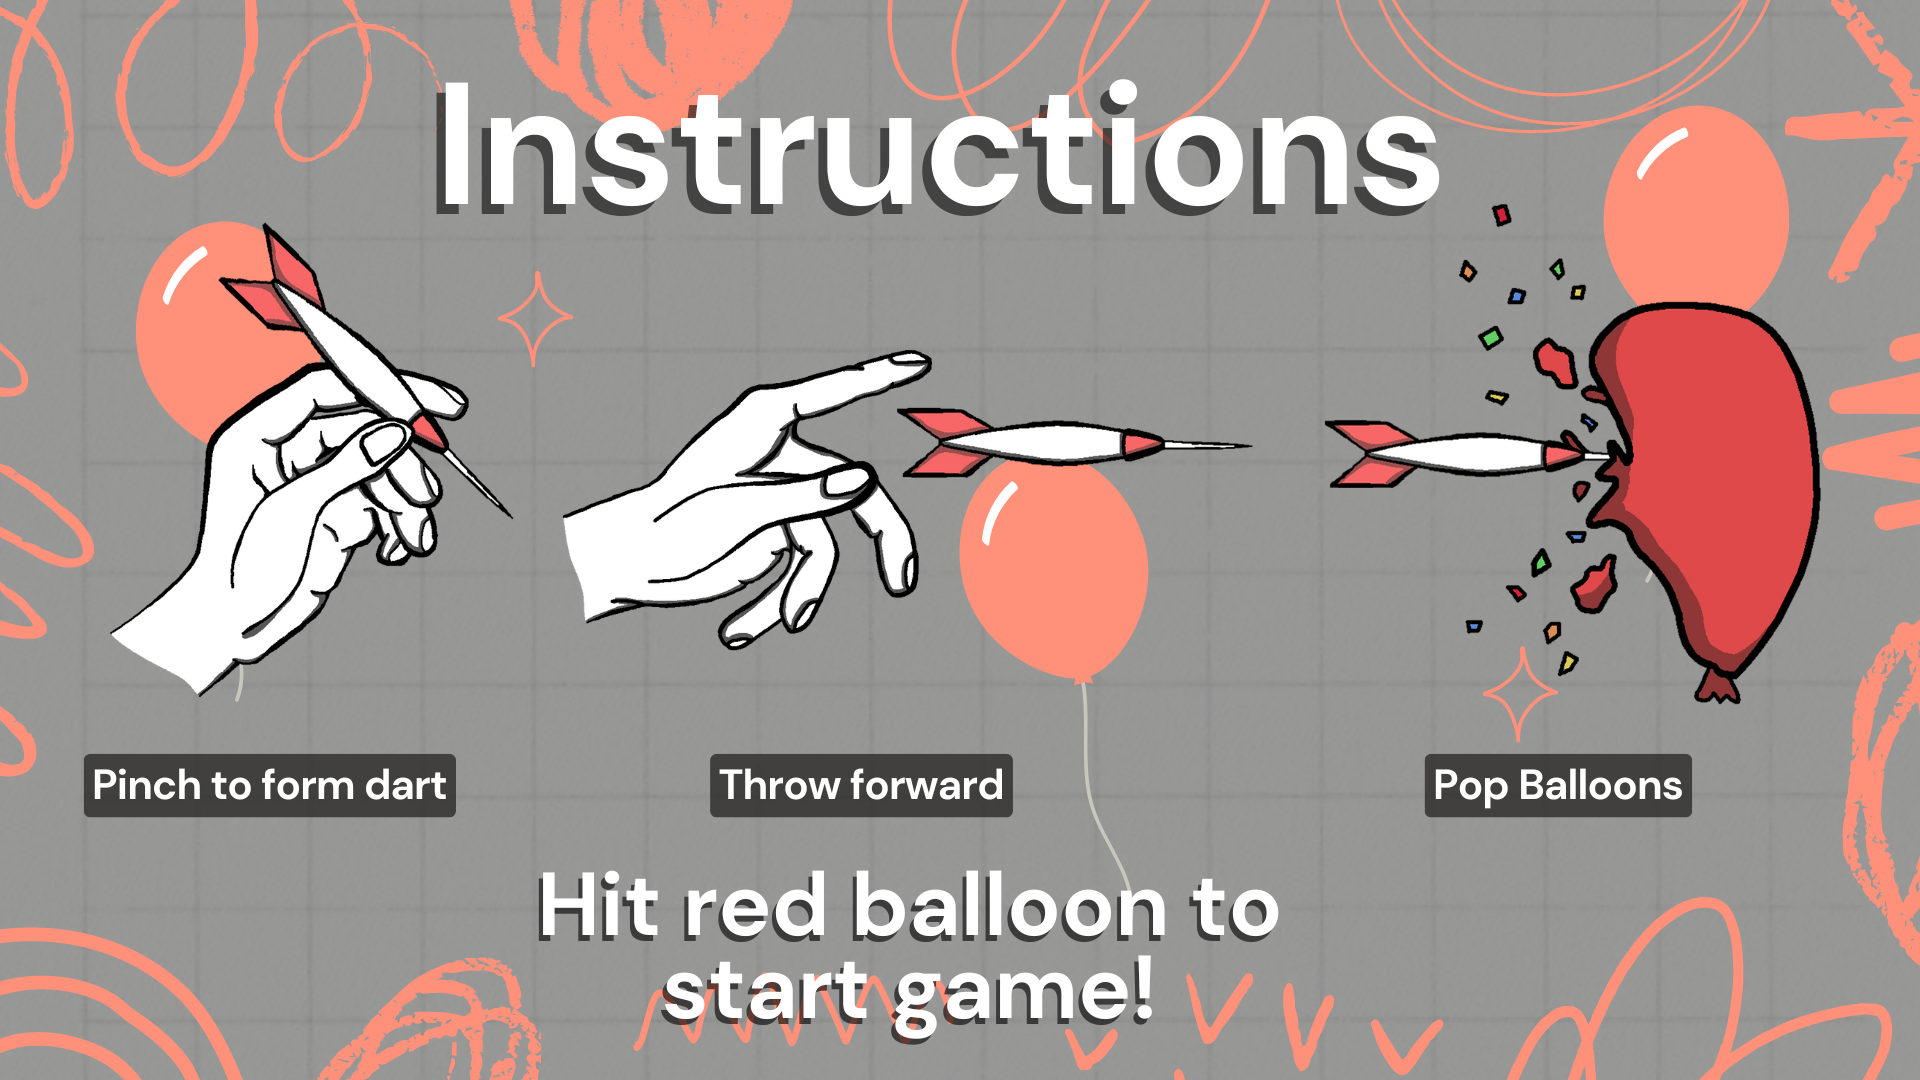 Instructions
Pinch to form dart
Throw forward
Pop Balloons
Hit red balloon to
start game!